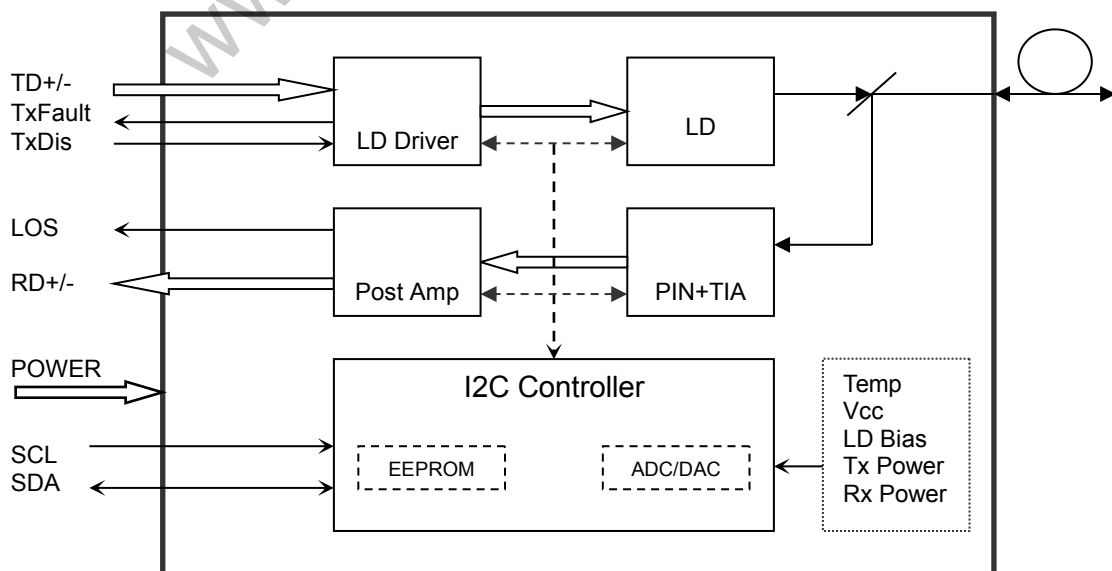 www
TD+/-
TxFault
TxDis
LD Driver
LD
LOS
RD+/-
Post Amp
PIN+TIA
POWER
SCL
SDA
I2C Controller
EEPROM
ADC/DAC
Temp
Vcc
LD Bias
Tx Power
Rx Power